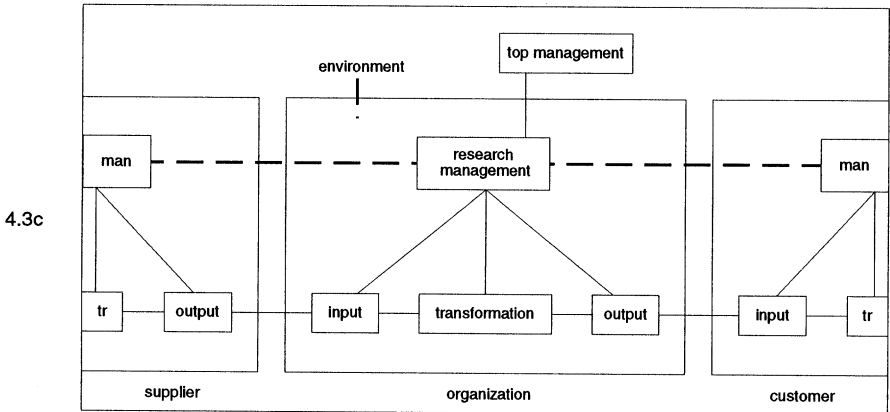 top management
environment
man
research
management
man
4.3c
tr
output
input
transformation
output
input
tr
supplier
organization
customer